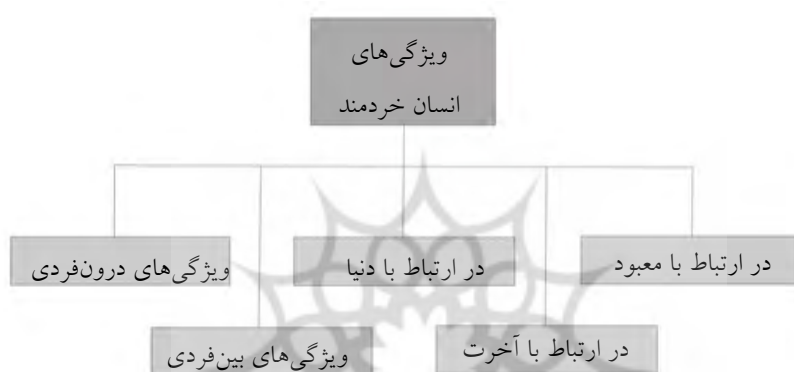 ویژگی‌های
انسان خردمند
در ارتباط با معبود
در ارتباط با دنیا
ویژگی‌های درون‌فردی
در ارتباط با آخرت
ویژگی‌های بین‌فردی